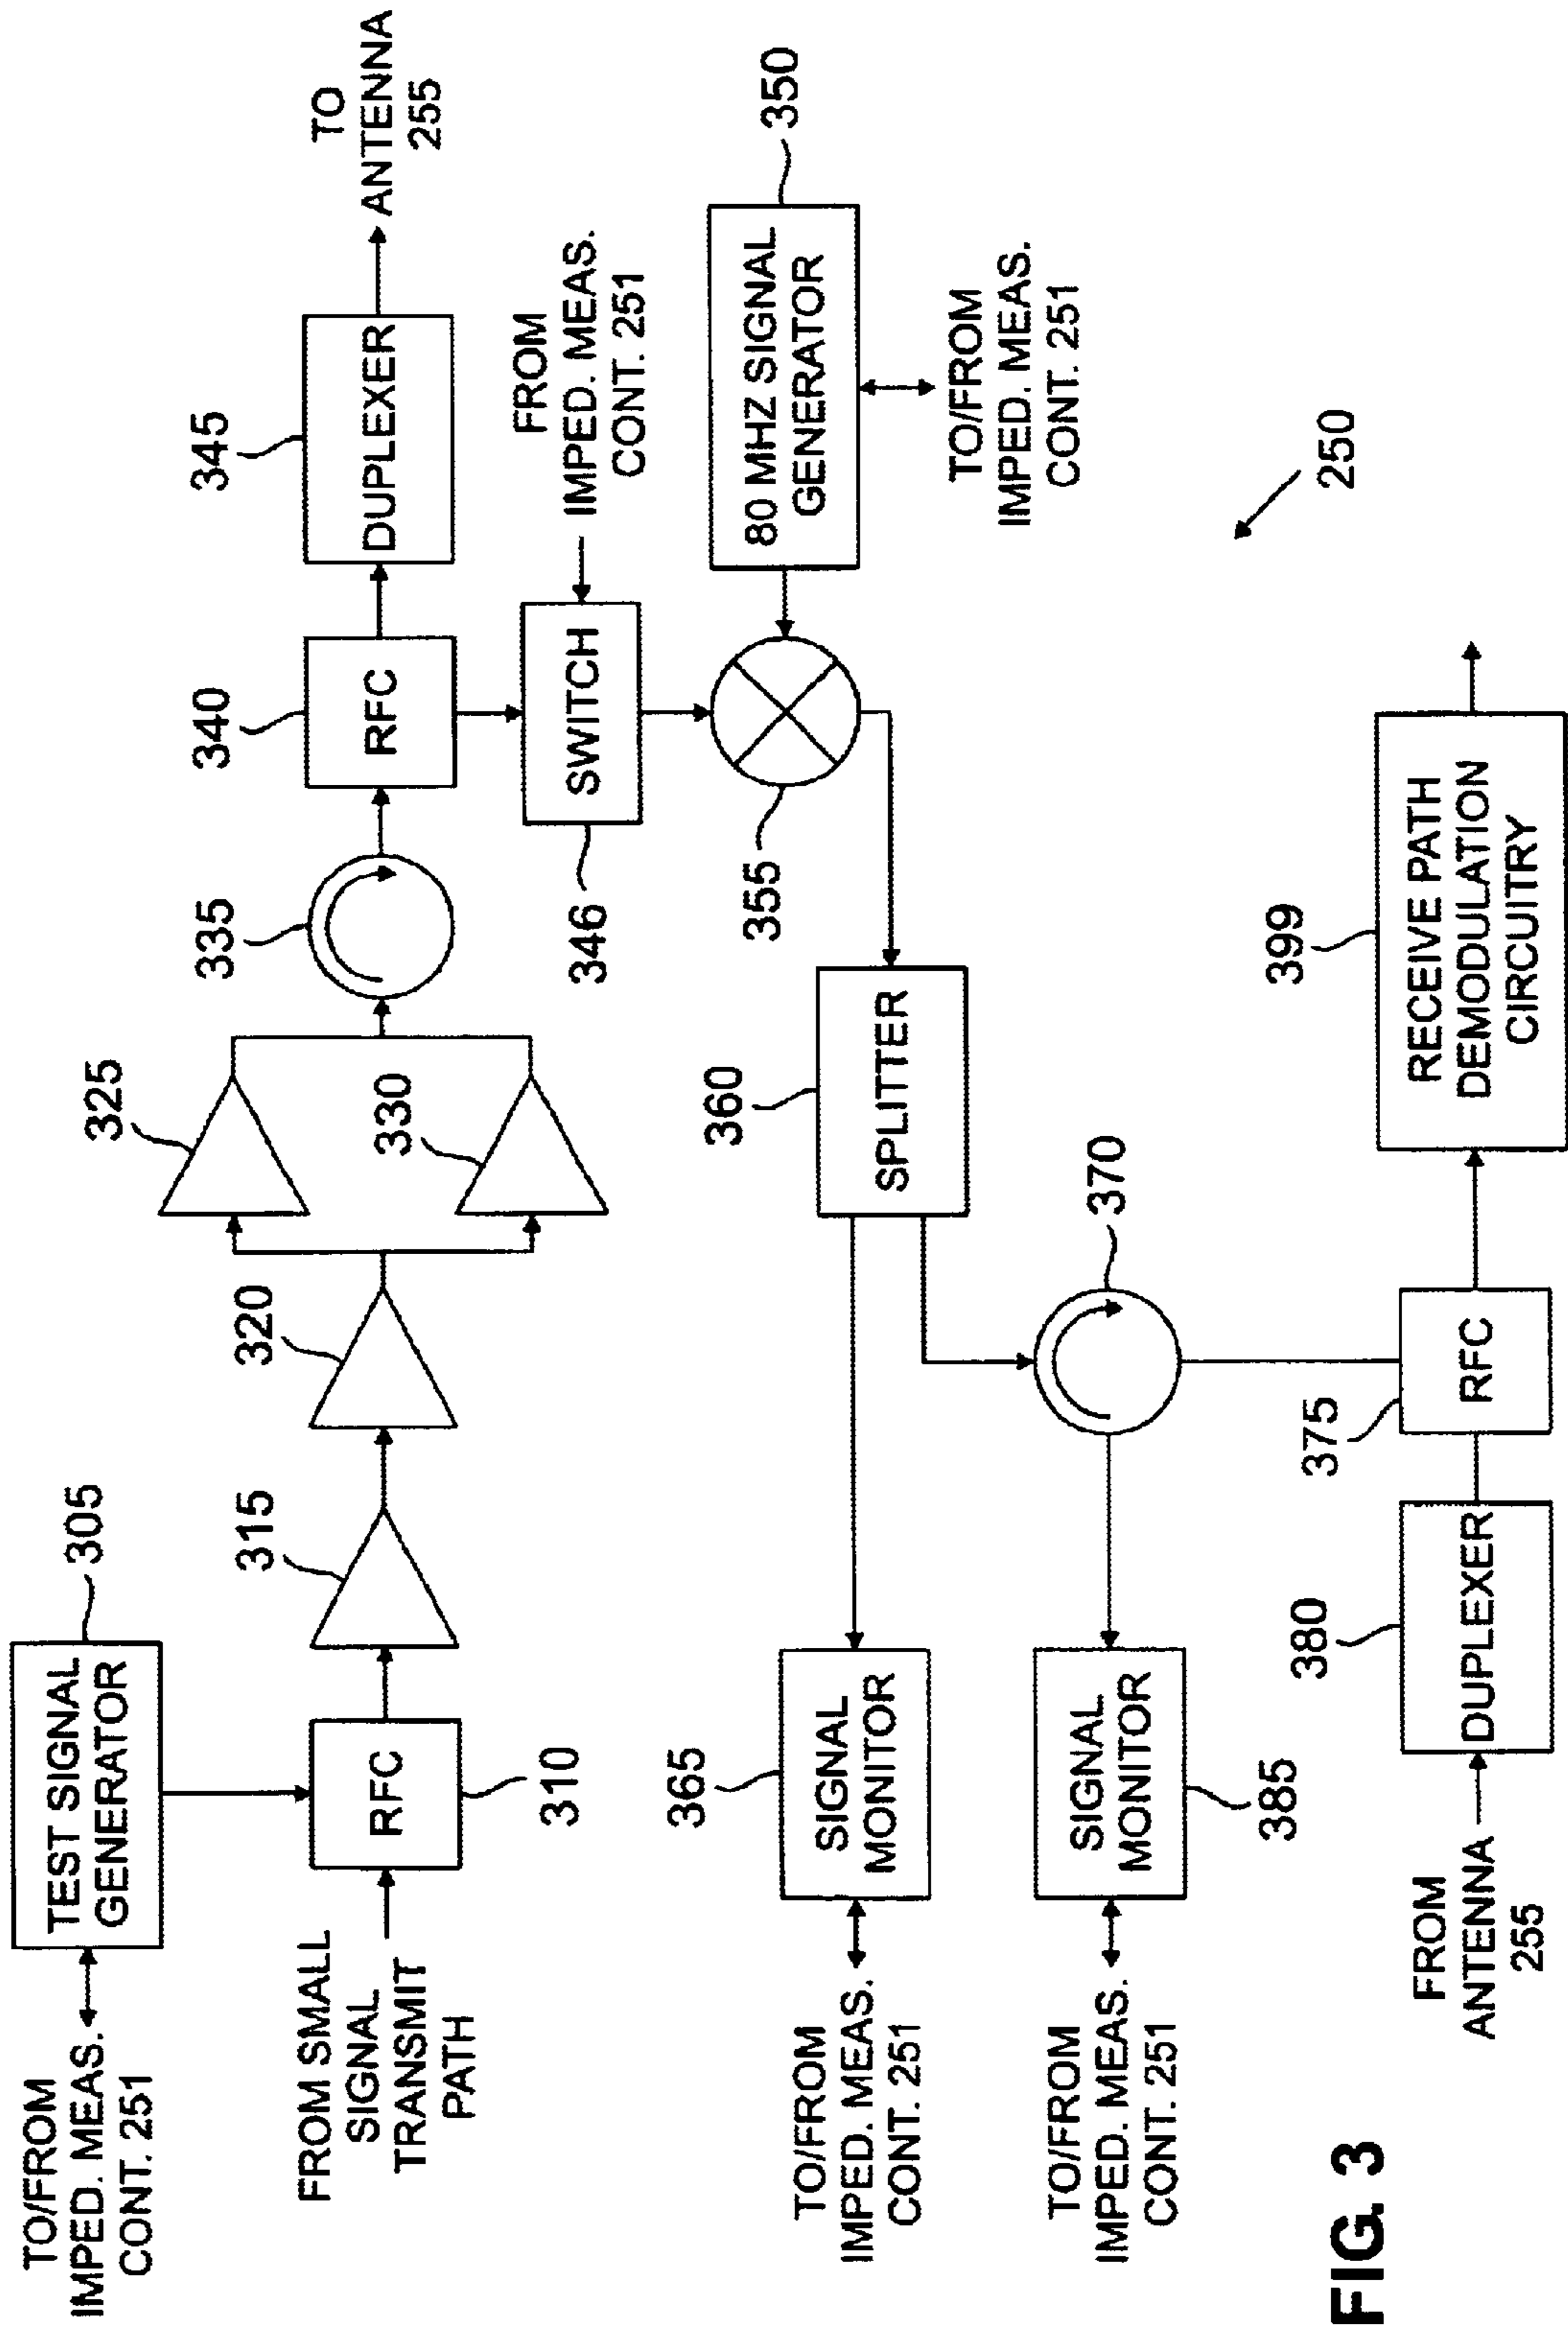 TO/FROM
IMPED. MEAS.
CONT. 251
TEST SIGNAL
GENERATOR
305
FROM SMALL
SIGNAL
TRANSMIT
PATH
RFC
310
315
320
325
330
335
340
RFC
345
DUPLEXER
TO
ANTENNA
255
346
SWITCH
FROM
IMPED. MEAS.
CONT. 251
355
80 MHZ SIGNAL
GENERATOR
350
TO/FROM
IMPED. MEAS.
CONT. 251
360
SPLITTER
365
SIGNAL
MONITOR
TO/FROM
IMPED. MEAS.
CONT. 251
370
SIGNAL
MONITOR
385
TO/FROM
IMPED. MEAS.
CONT. 251
FROM
ANTENNA
255
380
DUPLEXER
375
RFC
399
RECEIVE PATH
DEMODULATION
CIRCUITRY
250
FIG. 3